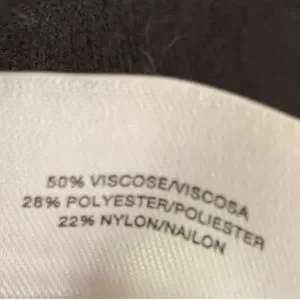 50% VISCOSE/VISCOSA
28% POLYESTER/POLIESTER
22% NYLON/NAILON